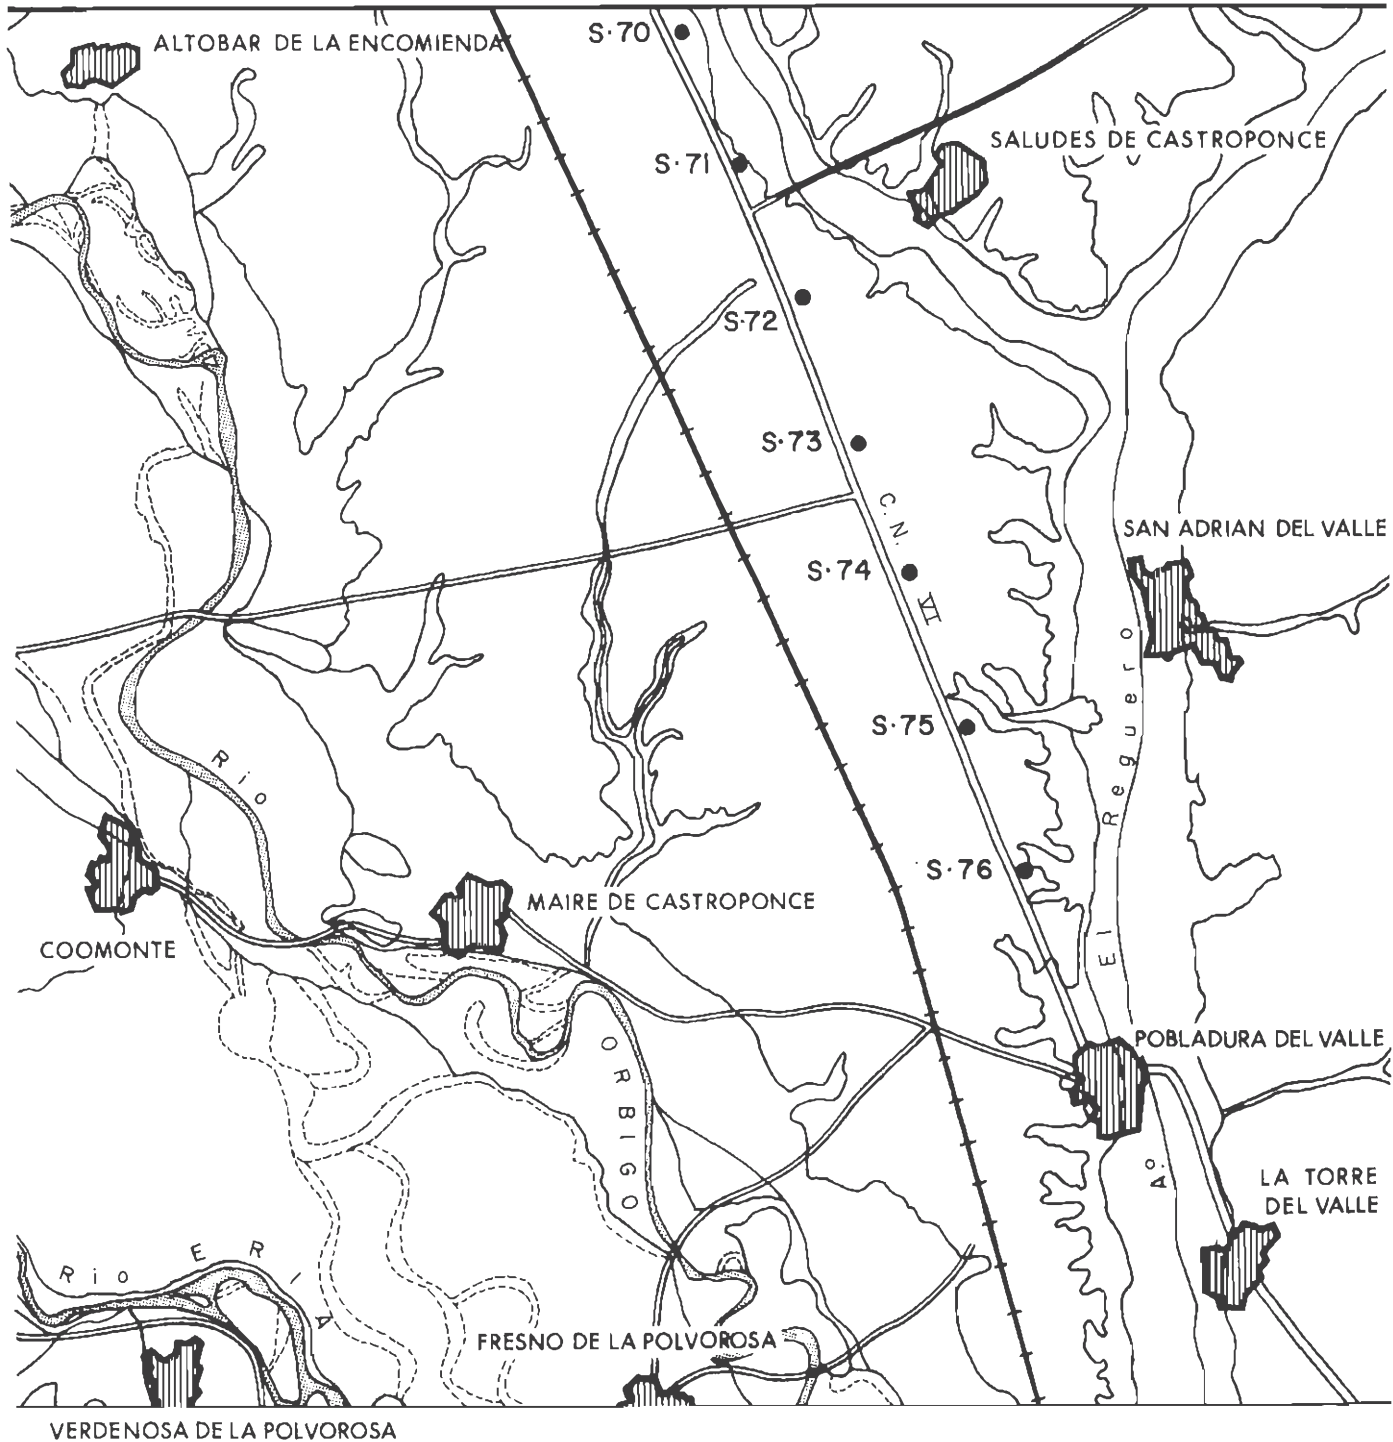 S·70
ALTOBAR DE LA ENCOMIENDA
SALUDES DE CASTROPONCE
S·71
S·72
S·73
C. N. VI
SAN ADRIAN DEL VALLE
S·74
El Reguero
S·75
Río
S·76
MAIRE DE CASTROPONCE
COOMONTE
ORBIGO
POBLADURA DEL VALLE
Aº.
LA TORRE
DEL VALLE
Río ERIA
FRESNO DE LA POLVOROSA
VERDENOSA DE LA POLVOROSA